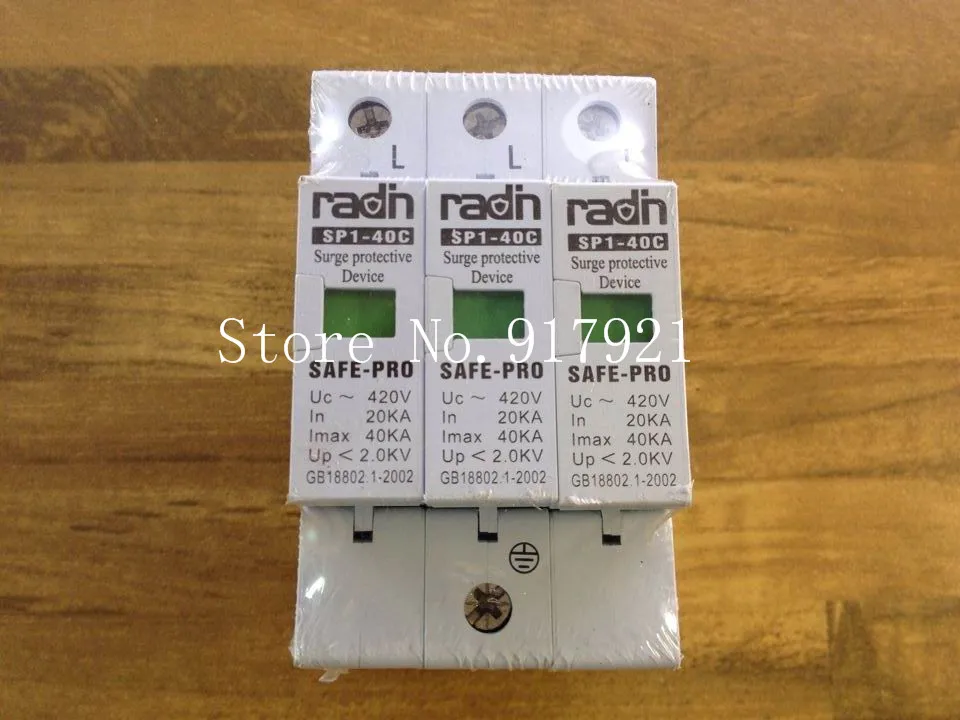 L
L
radin
SP1-40C
Surge protective
Device
SAFE-PRO
Uc ~ 420V
In 20KA
Imax 40KA
Up < 2.0KV
GB18802.1-2002
radin
SP1-40C
Surge protective
Device
SAFE-PRO
Uc ~ 420V
In 20KA
Imax 40KA
Up < 2.0KV
GB18802.1-2002
radin
SP1-40C
Surge protective
Device
SAFE-PRO
Uc ~ 420V
In 20KA
Imax 40KA
Up < 2.0KV
GB18802.1-2002
Store No.917921